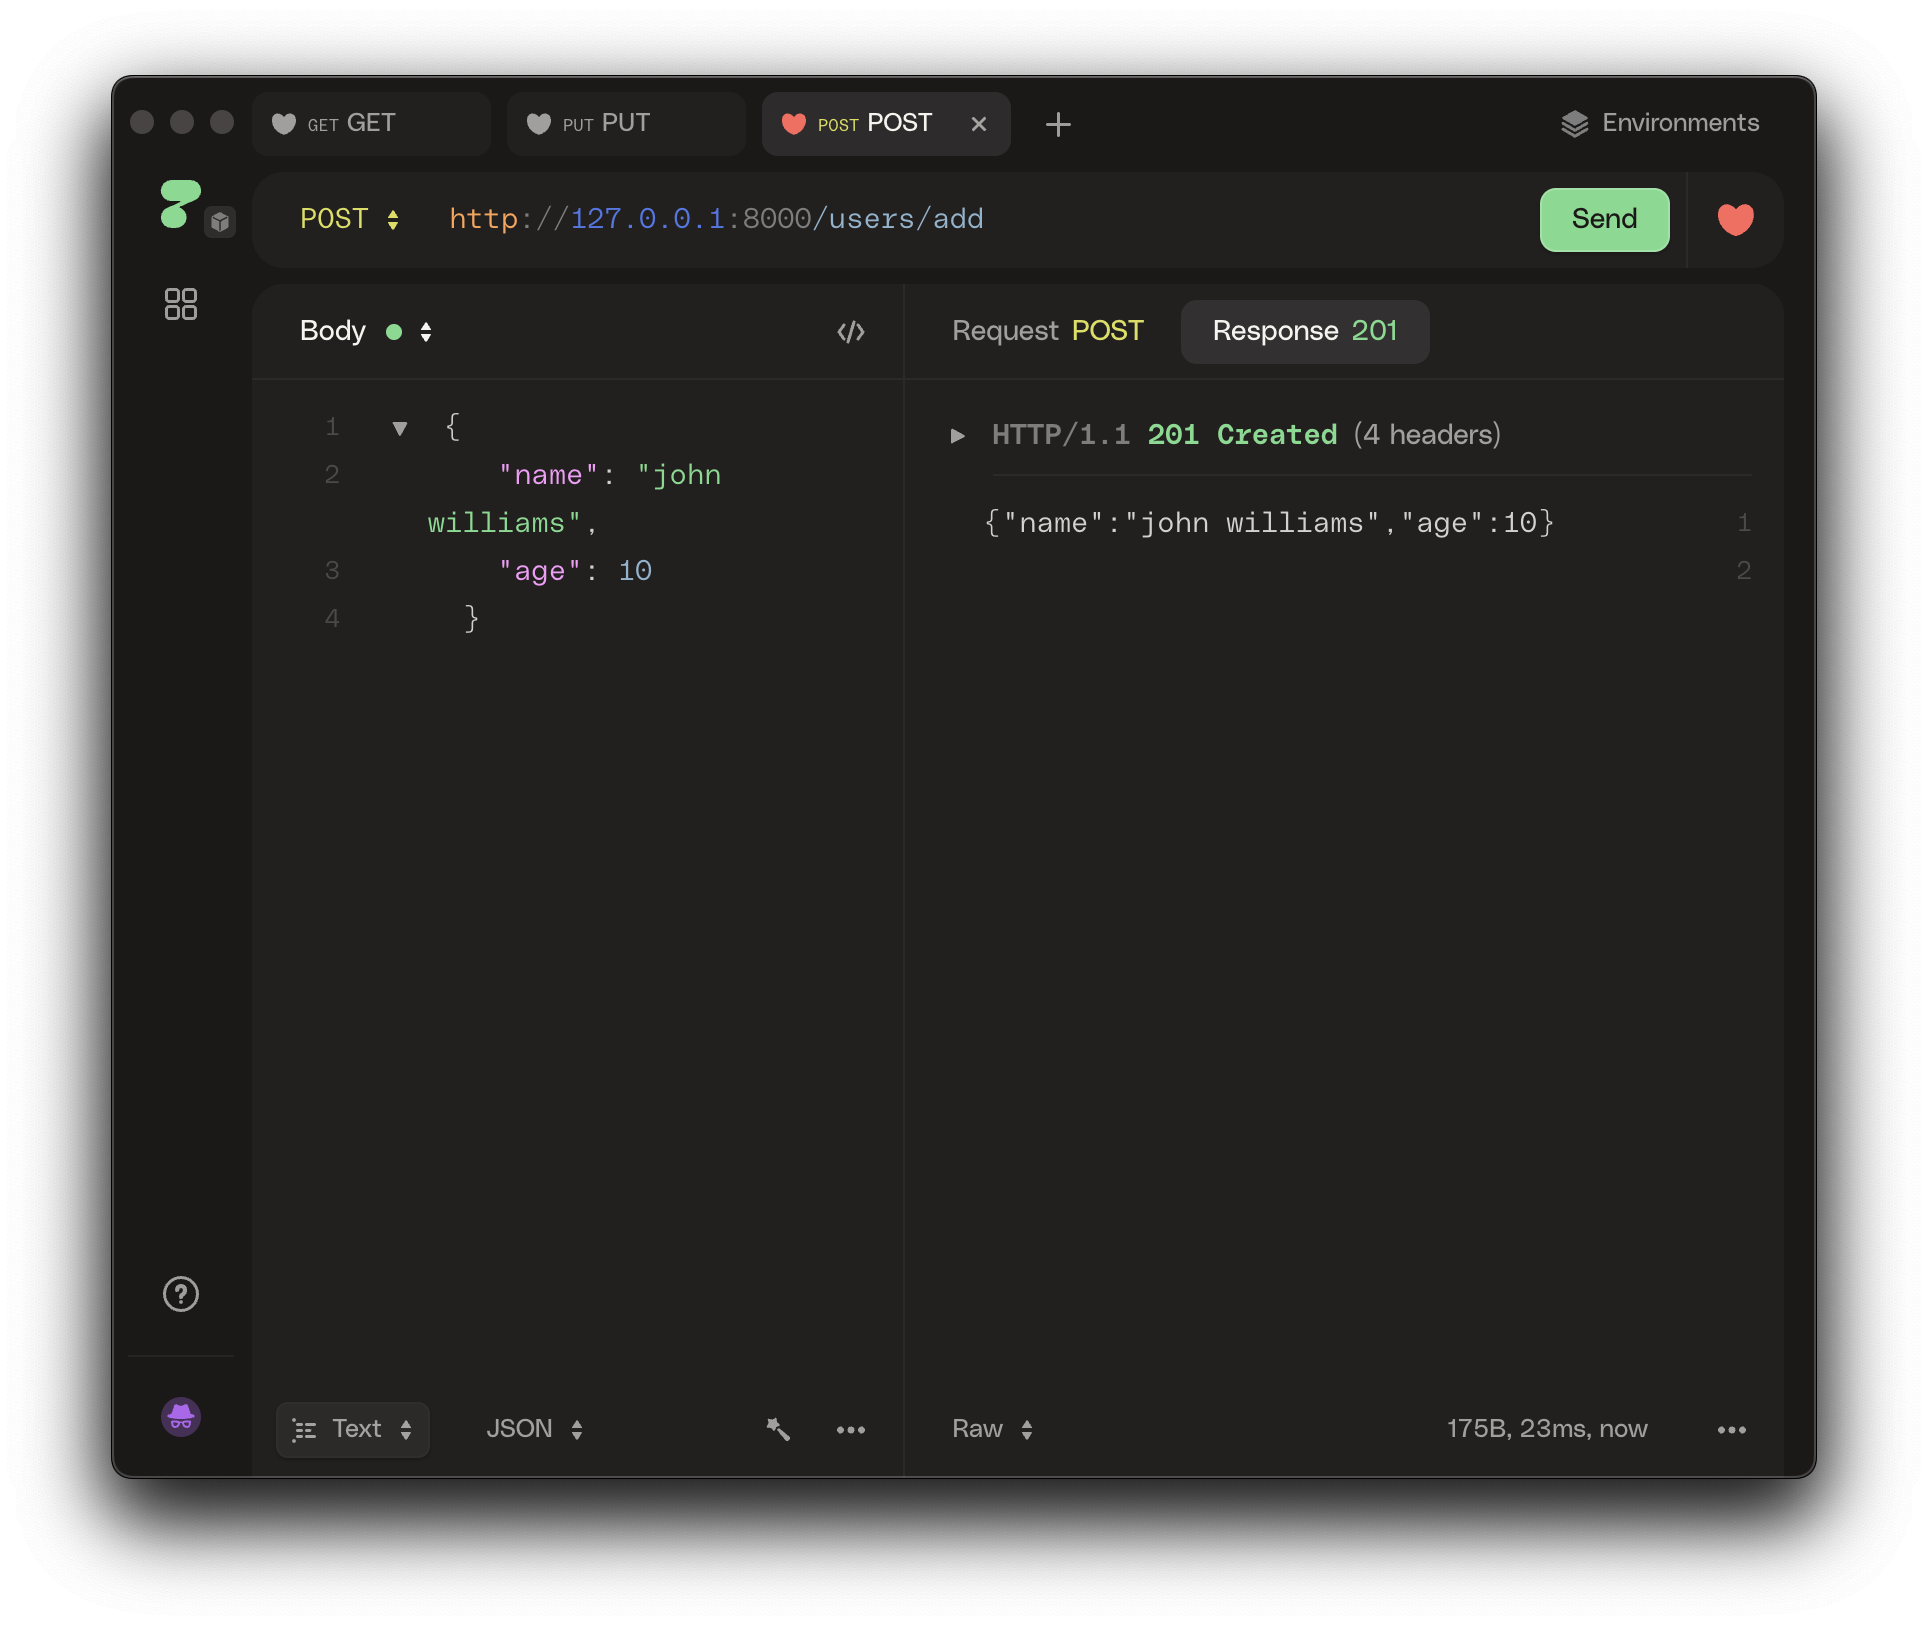 GET GET
PUT PUT
POST POST
Environments
POST
http://127.0.0.1:8000/users/add
Send
Body
Request POST
Response 201
1 {
2 "name": "john
williams",
3 "age": 10
4 }
HTTP/1.1 201 Created (4 headers)
{"name":"john williams","age":10} 1
2
Text
JSON
Raw
175B, 23ms, now